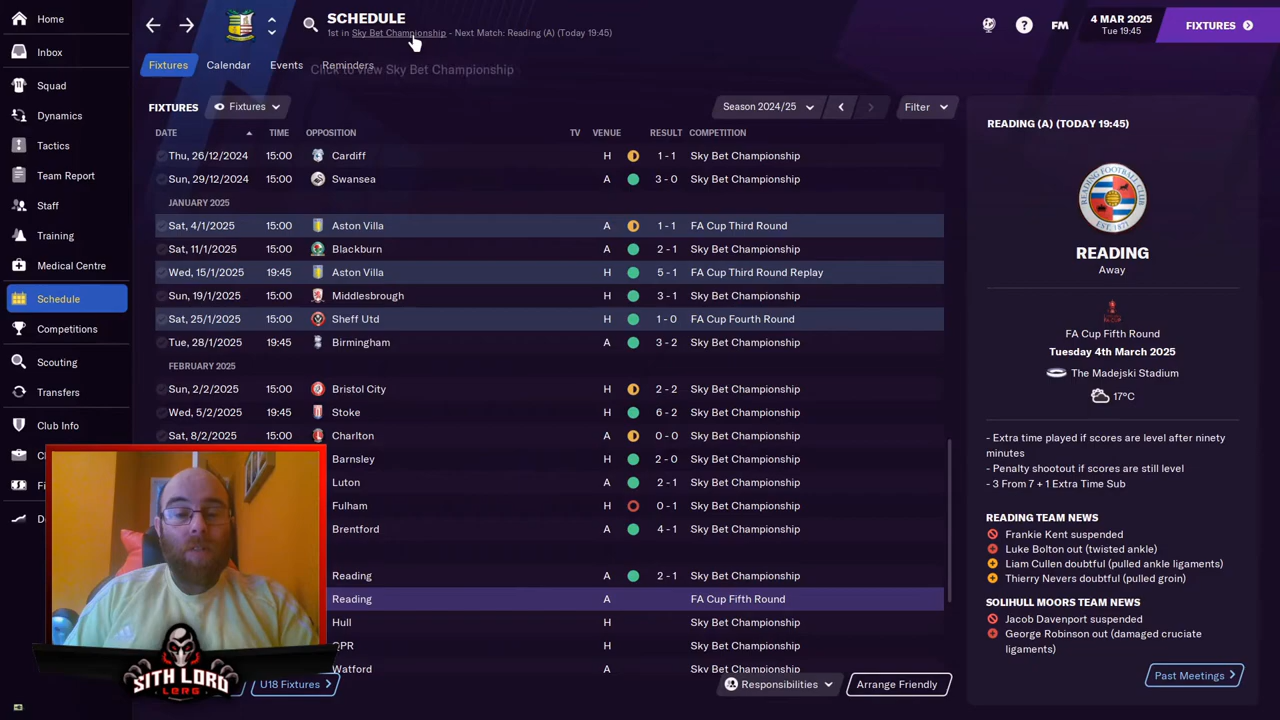 SCHEDULE
1st in Sky Bet Championship - Next Match: Reading (A) (Today 19:45)
FM
4 MAR 2025
Tue 19:45
FIXTURES
Fixtures
Calendar
Events
Reminders
Click to view Sky Bet Championship
Home
Inbox
Squad
Dynamics
Tactics
Team Report
Staff
Training
Medical Centre
Schedule
Competitions
Scouting
Transfers
Club Info
FIXTURES
Fixtures
Season 2024/25
Filter
DATE TIME OPPOSITION TV VENUE RESULT COMPETITION
Thu, 26/12/2024 15:00 Cardiff H 1 - 1 Sky Bet Championship
Sun, 29/12/2024 15:00 Swansea A 3 - 0 Sky Bet Championship
JANUARY 2025
Sat, 4/1/2025 15:00 Aston Villa A 1 - 1 FA Cup Third Round
Sat, 11/1/2025 15:00 Blackburn A 2 - 1 Sky Bet Championship
Wed, 15/1/2025 19:45 Aston Villa H 5 - 1 FA Cup Third Round Replay
Sun, 19/1/2025 15:00 Middlesbrough H 3 - 1 Sky Bet Championship
Sat, 25/1/2025 15:00 Sheff Utd H 1 - 0 FA Cup Fourth Round
Tue, 28/1/2025 19:45 Birmingham A 3 - 2 Sky Bet Championship
FEBRUARY 2025
Sun, 2/2/2025 15:00 Bristol City H 2 - 2 Sky Bet Championship
Wed, 5/2/2025 19:45 Stoke H 6 - 2 Sky Bet Championship
Sat, 8/2/2025 15:00 Charlton A 0 - 0 Sky Bet Championship
Barnsley H 2 - 0 Sky Bet Championship
Luton A 2 - 1 Sky Bet Championship
Fulham H 0 - 1 Sky Bet Championship
Brentford A 4 - 1 Sky Bet Championship
Reading A 2 - 1 Sky Bet Championship
Reading A FA Cup Fifth Round
Hull H Sky Bet Championship
QPR H Sky Bet Championship
Watford A Sky Bet Championship
U18 Fixtures
Responsibilities
Arrange Friendly
SITH LORD
LERG
READING (A) (TODAY 19:45)
READING FOOTBALL CLUB
EST. 1871
READING
Away
FA Cup Fifth Round
Tuesday 4th March 2025
The Madejski Stadium
17°C
- Extra time played if scores are level after ninety
minutes
- Penalty shootout if scores are still level
- 3 From 7 + 1 Extra Time Sub
READING TEAM NEWS
Frankie Kent suspended
Luke Bolton out (twisted ankle)
Liam Cullen doubtful (pulled ankle ligaments)
Thierry Nevers doubtful (pulled groin)
SOLIHULL MOORS TEAM NEWS
Jacob Davenport suspended
George Robinson out (damaged cruciate
ligaments)
Past Meetings